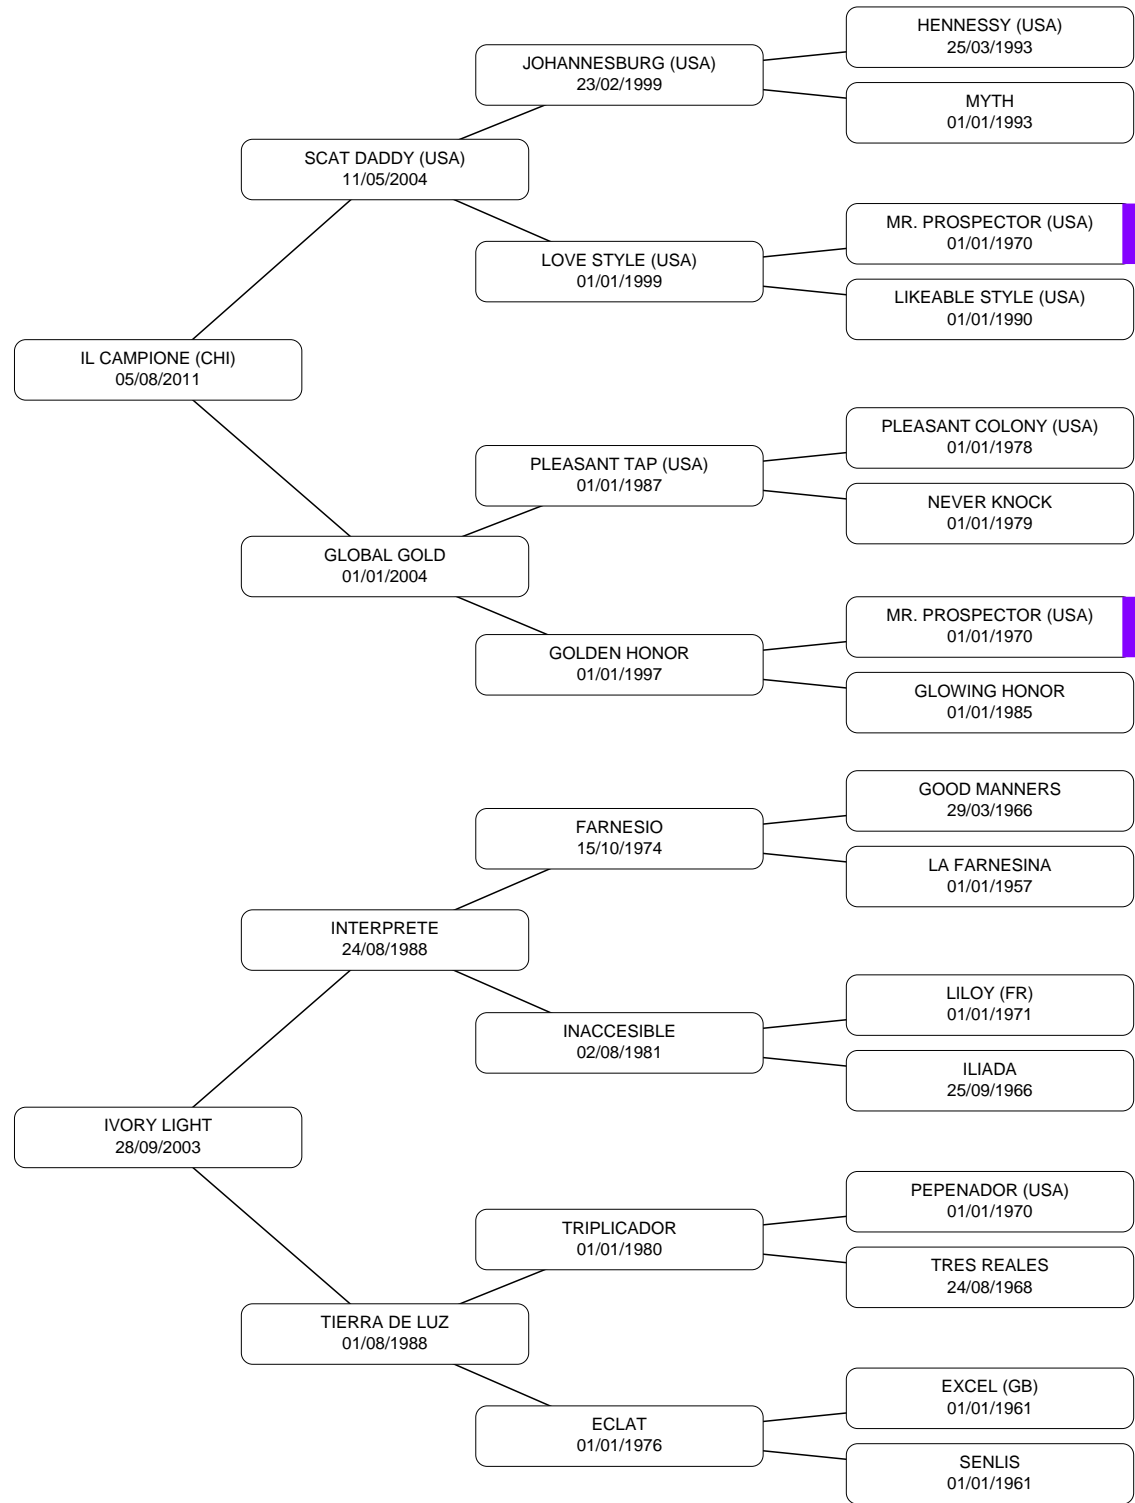 HENNESSY (USA)
25/03/1993
JOHANNESBURG (USA)
23/02/1999
MYTH
01/01/1993
SCAT DADDY (USA)
11/05/2004
MR. PROSPECTOR (USA)
01/01/1970
LOVE STYLE (USA)
01/01/1999
LIKEABLE STYLE (USA)
01/01/1990
IL CAMPIONE (CHI)
05/08/2011
PLEASANT COLONY (USA)
01/01/1978
PLEASANT TAP (USA)
01/01/1987
NEVER KNOCK
01/01/1979
GLOBAL GOLD
01/01/2004
MR. PROSPECTOR (USA)
01/01/1970
GOLDEN HONOR
01/01/1997
GLOWING HONOR
01/01/1985
GOOD MANNERS
29/03/1966
FARNESIO
15/10/1974
LA FARNESINA
01/01/1957
INTERPRETE
24/08/1988
LILOY (FR)
01/01/1971
INACCESIBLE
02/08/1981
ILIADA
25/09/1966
IVORY LIGHT
28/09/2003
PEPENADOR (USA)
01/01/1970
TRIPLICADOR
01/01/1980
TRES REALES
24/08/1968
TIERRA DE LUZ
01/08/1988
EXCEL (GB)
01/01/1961
ECLAT
01/01/1976
SENLIS
01/01/1961